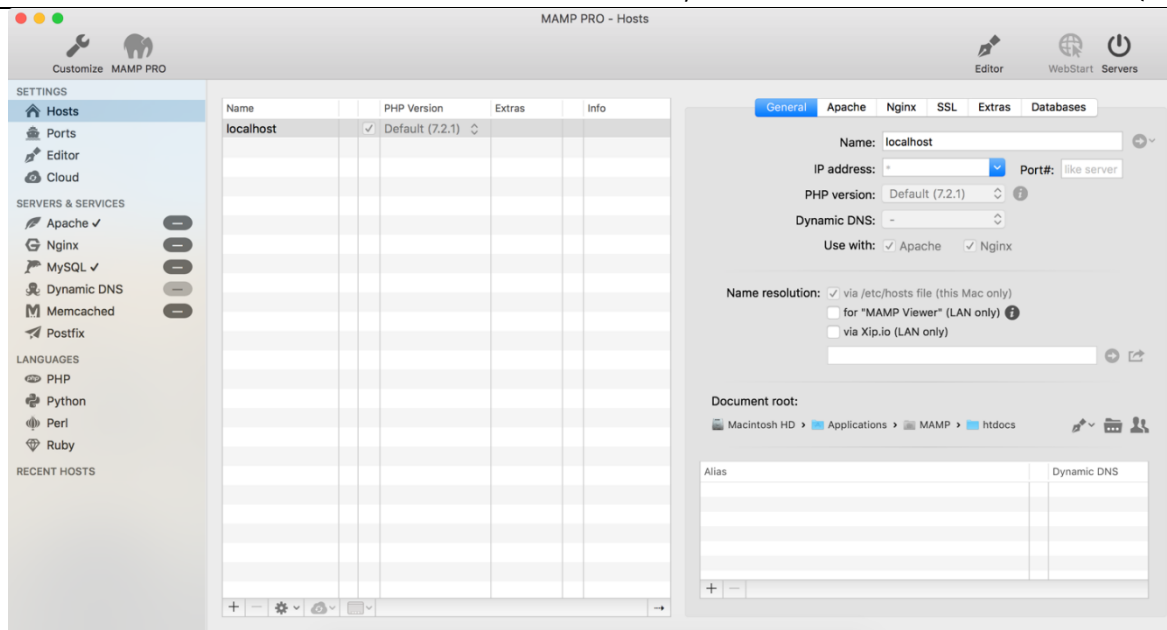 MAMP PRO - Hosts
Customize MAMP PRO
Editor WebStart Servers
SETTINGS
Hosts
Ports
Editor
Cloud
SERVERS & SERVICES
Apache ✓
Nginx
MySQL ✓
Dynamic DNS
Memcached
Postfix
LANGUAGES
PHP
Python
Perl
Ruby
RECENT HOSTS
Name PHP Version Extras Info
localhost Default (7.2.1)
General Apache Nginx SSL Extras Databases
Name: localhost
IP address: * Port#: like server
PHP version: Default (7.2.1)
Dynamic DNS: -
Use with: Apache Nginx
Name resolution: via /etc/hosts file (this Mac only)
for "MAMP Viewer" (LAN only)
via Xip.io (LAN only)
Document root:
Macintosh HD › Applications › MAMP › htdocs
Alias Dynamic DNS